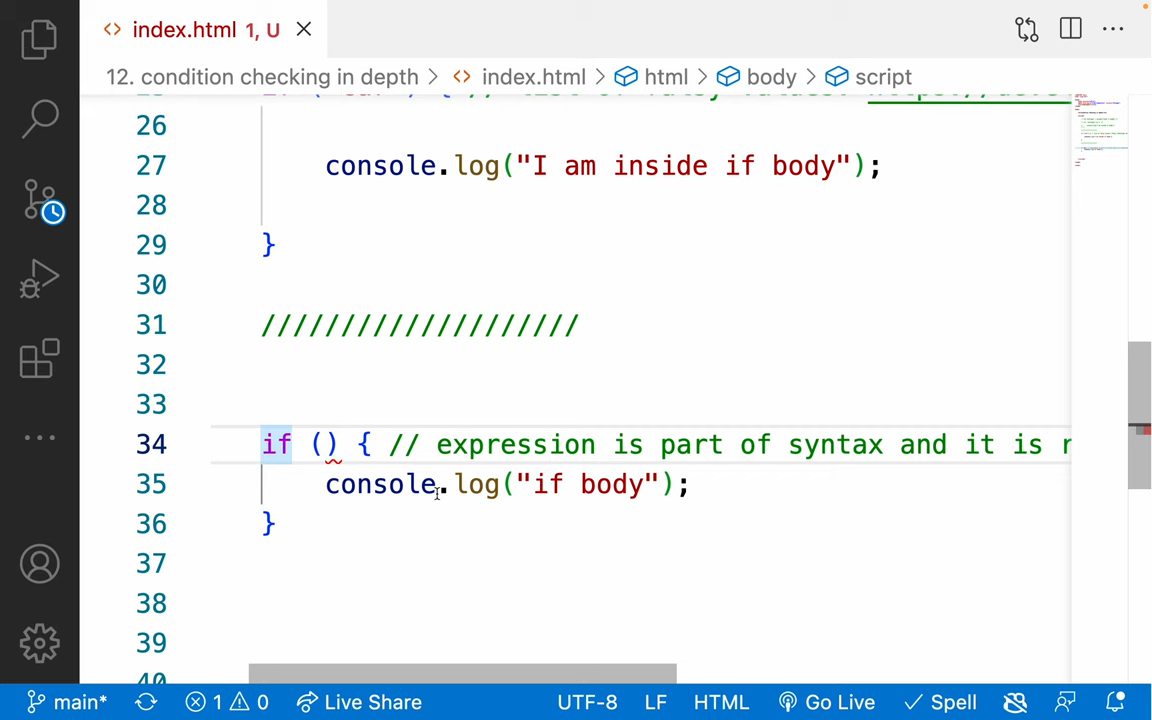 index.html 1, U
12. condition checking in depth > index.html > html > body > script
26
27 console.log("I am inside if body");
28
29 }
30
31 ////////////////////
32
33
34 if () { // expression is part of syntax and it is
35 console.log("if body");
36 }
37
38
39
40
main* 1 0 Live Share UTF-8 LF HTML Go Live Spell